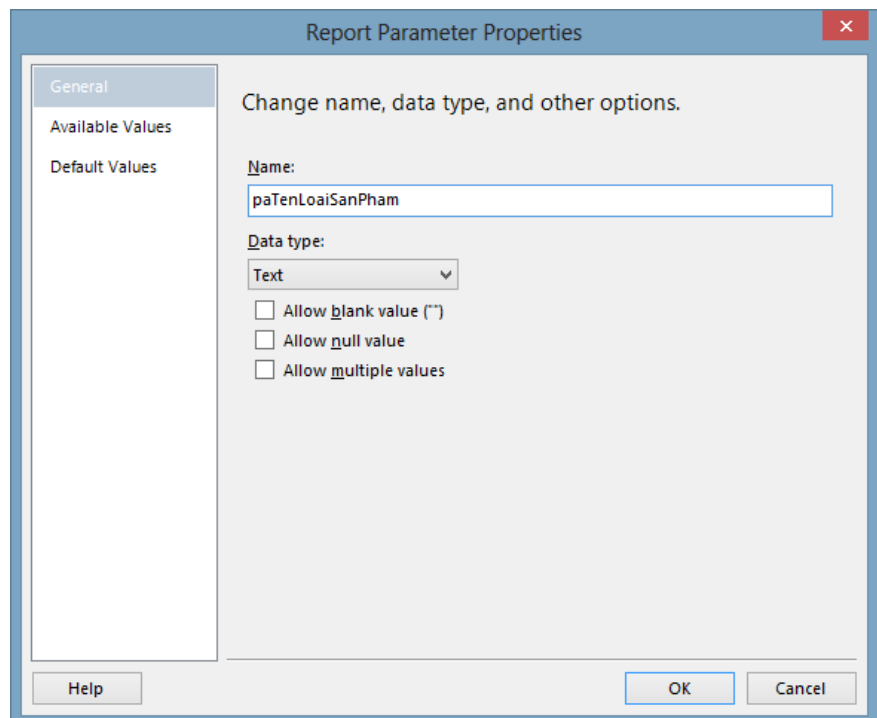 Report Parameter Properties
General
Available Values
Default Values
Change name, data type, and other options.
Name:
paTenLoaiSanPham
Data type:
Text
Allow blank value ("")
Allow null value
Allow multiple values
Help
OK
Cancel